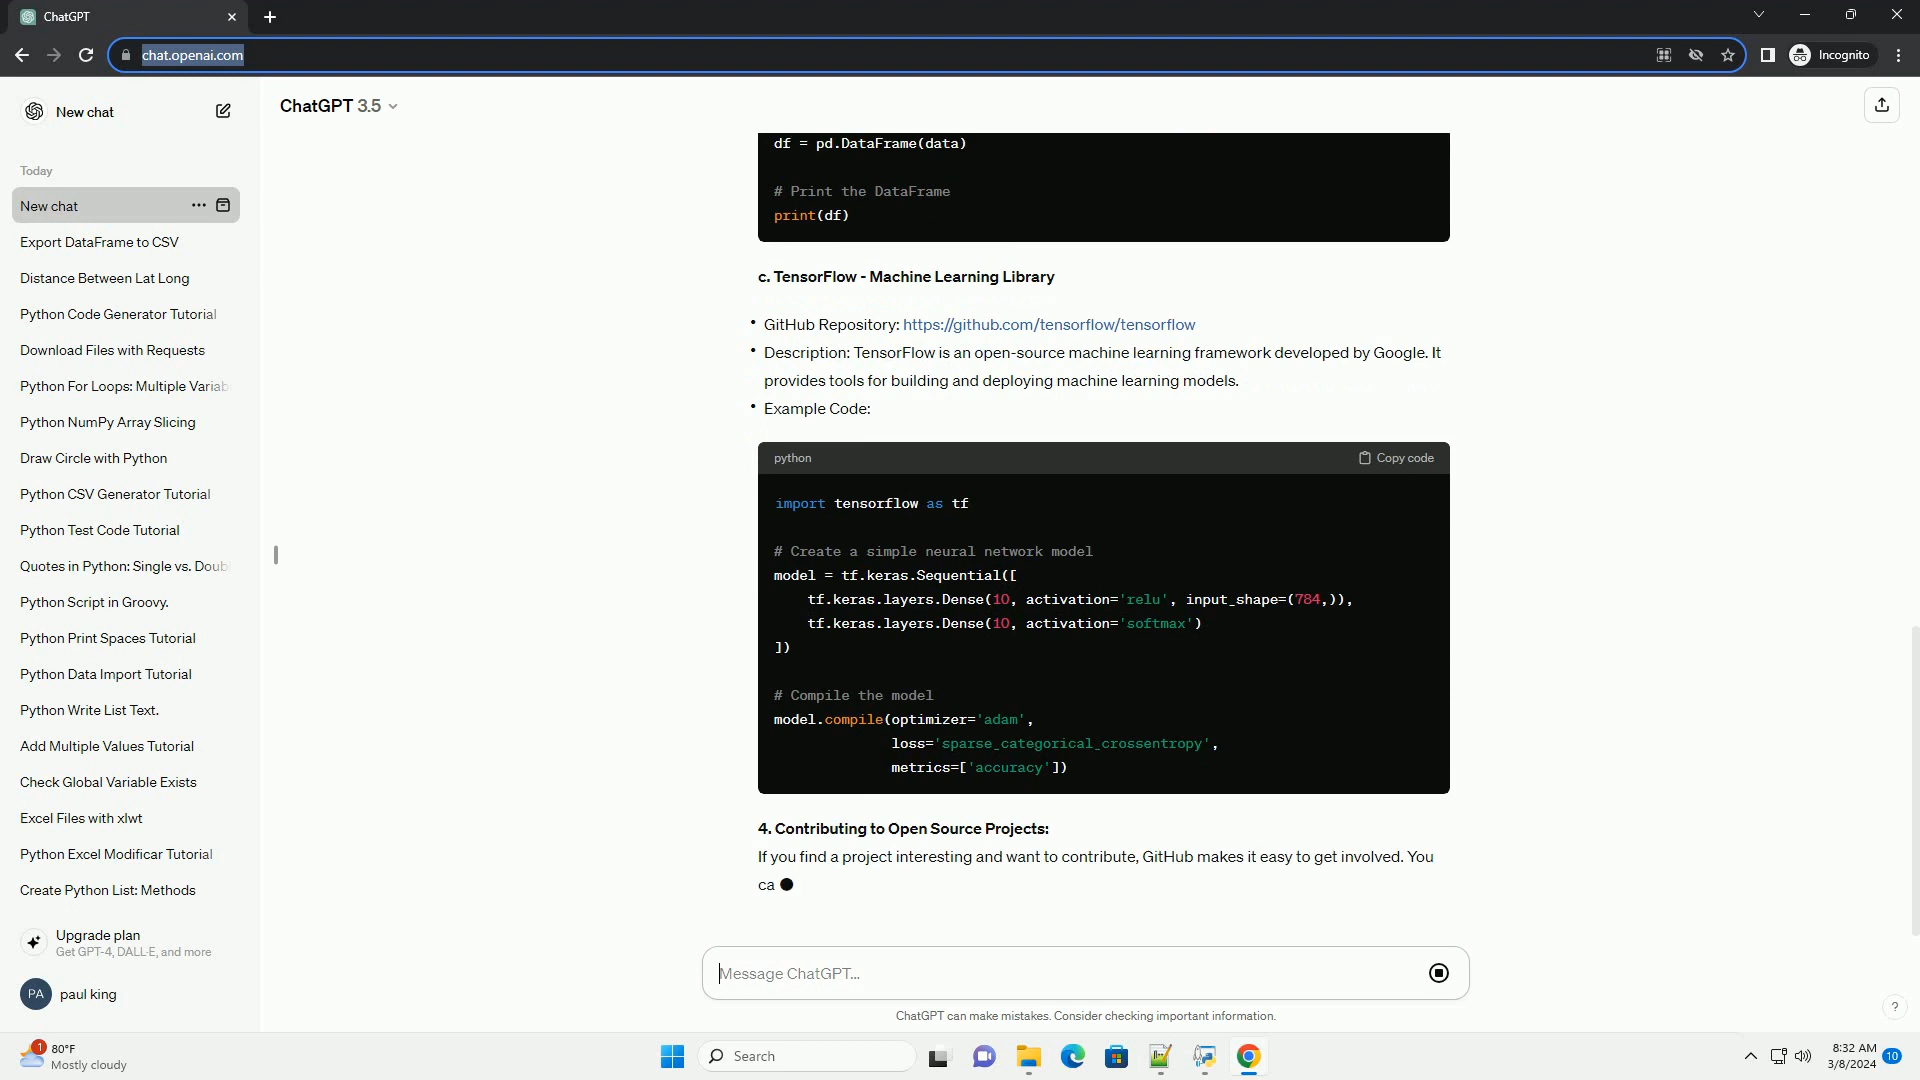 ChatGPT
chat.openai.com
Incognito
New chat
ChatGPT 3.5
Today
New chat
Export DataFrame to CSV
Distance Between Lat Long
Python Code Generator Tutorial
Download Files with Requests
Python For Loops: Multiple Variab
Python NumPy Array Slicing
Draw Circle with Python
Python CSV Generator Tutorial
Python Test Code Tutorial
Quotes in Python: Single vs. Doub
Python Script in Groovy.
Python Print Spaces Tutorial
Python Data Import Tutorial
Python Write List Text.
Add Multiple Values Tutorial
Check Global Variable Exists
Excel Files with xlwt
Python Excel Modificar Tutorial
Create Python List: Methods
Upgrade plan
Get GPT-4, DALL·E, and more
PA
paul king
df = pd.DataFrame(data)
# Print the DataFrame
print(df)
c. TensorFlow - Machine Learning Library
• GitHub Repository: https://github.com/tensorflow/tensorflow
• Description: TensorFlow is an open-source machine learning framework developed by Google. It
provides tools for building and deploying machine learning models.
• Example Code:
python
Copy code
import tensorflow as tf
# Create a simple neural network model
model = tf.keras.Sequential([
    tf.keras.layers.Dense(10, activation='relu', input_shape=(784,)),
    tf.keras.layers.Dense(10, activation='softmax')
])
# Compile the model
model.compile(optimizer='adam',
              loss='sparse_categorical_crossentropy',
              metrics=['accuracy'])
4. Contributing to Open Source Projects:
If you find a project interesting and want to contribute, GitHub makes it easy to get involved. You
ca
Message ChatGPT...
ChatGPT can make mistakes. Consider checking important information.
?
1
80°F
Mostly cloudy
Search
8:32 AM
3/8/2024
10